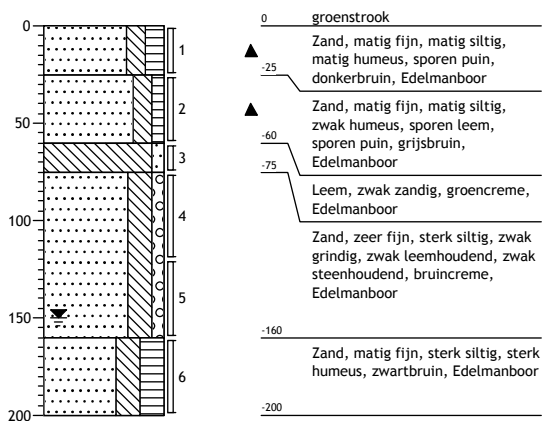 0
50
100
150
200
1
2
3
4
5
6
0 groenstrook
Zand, matig fijn, matig siltig,
matig humeus, sporen puin,
donkerbruin, Edelmanboor
-25
Zand, matig fijn, matig siltig,
zwak humeus, sporen leem,
sporen puin, grijsbruin,
Edelmanboor
-60
-75
Leem, zwak zandig, groencreme,
Edelmanboor
Zand, zeer fijn, sterk siltig, zwak
grindig, zwak leemhoudend, zwak
steenhoudend, bruincreme,
Edelmanboor
-160
Zand, matig fijn, sterk siltig, sterk
humeus, zwartbruin, Edelmanboor
-200